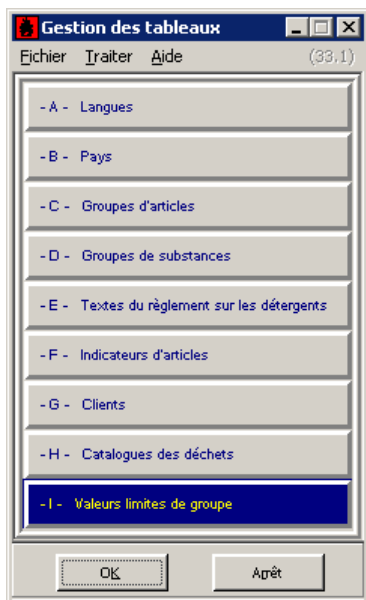 Gestion des tableaux
Fichier Traiter Aide (33,1)
- A - Langues
- B - Pays
- C - Groupes d'articles
- D - Groupes de substances
- E - Textes du règlement sur les détergents
- F - Indicateurs d'articles
- G - Clients
- H - Catalogues des déchets
- I - Valeurs limites de groupe
OK Arrêt